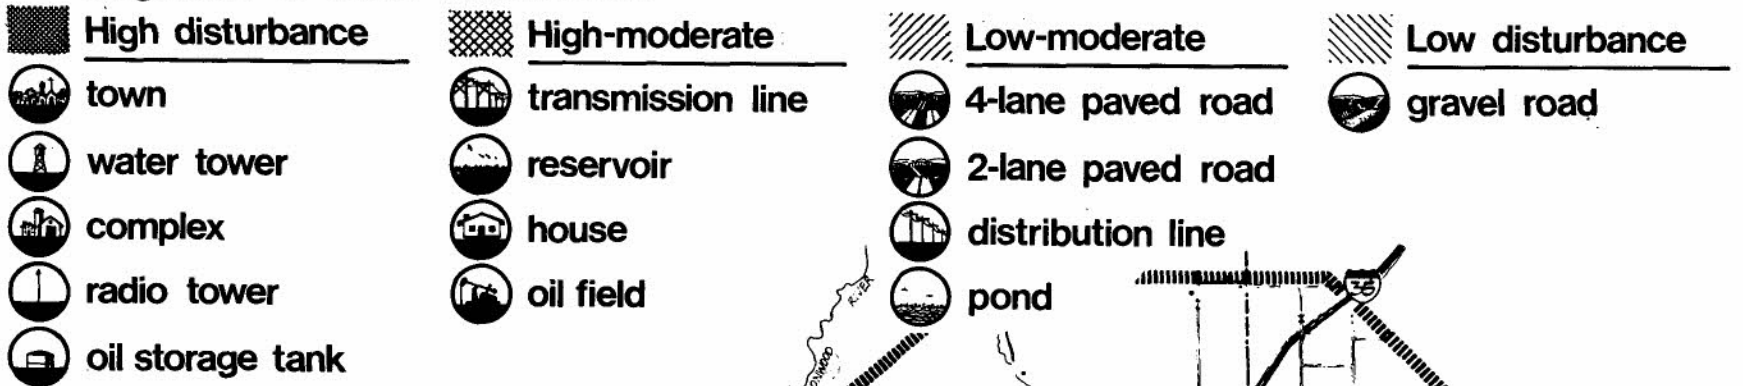 High disturbance
town
water tower
complex
radio tower
oil storage tank
High-moderate
transmission line
reservoir
house
oil field
Low-moderate
4-lane paved road
2-lane paved road
distribution line
pond
Low disturbance
gravel road
RIVER
35